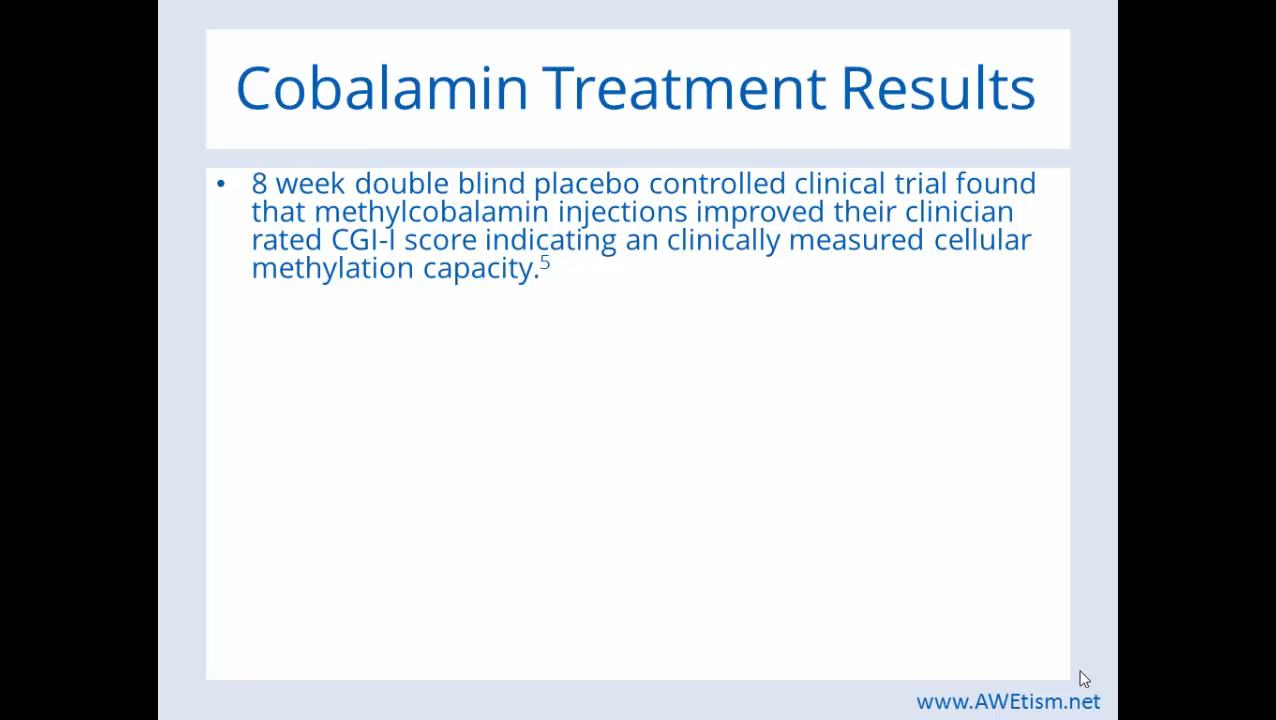 Cobalamin Treatment Results
• 8 week double blind placebo controlled clinical trial found
that methylcobalamin injections improved their clinician
rated CGI-I score indicating an clinically measured cellular
methylation capacity.⁵
www.AWEtism.net